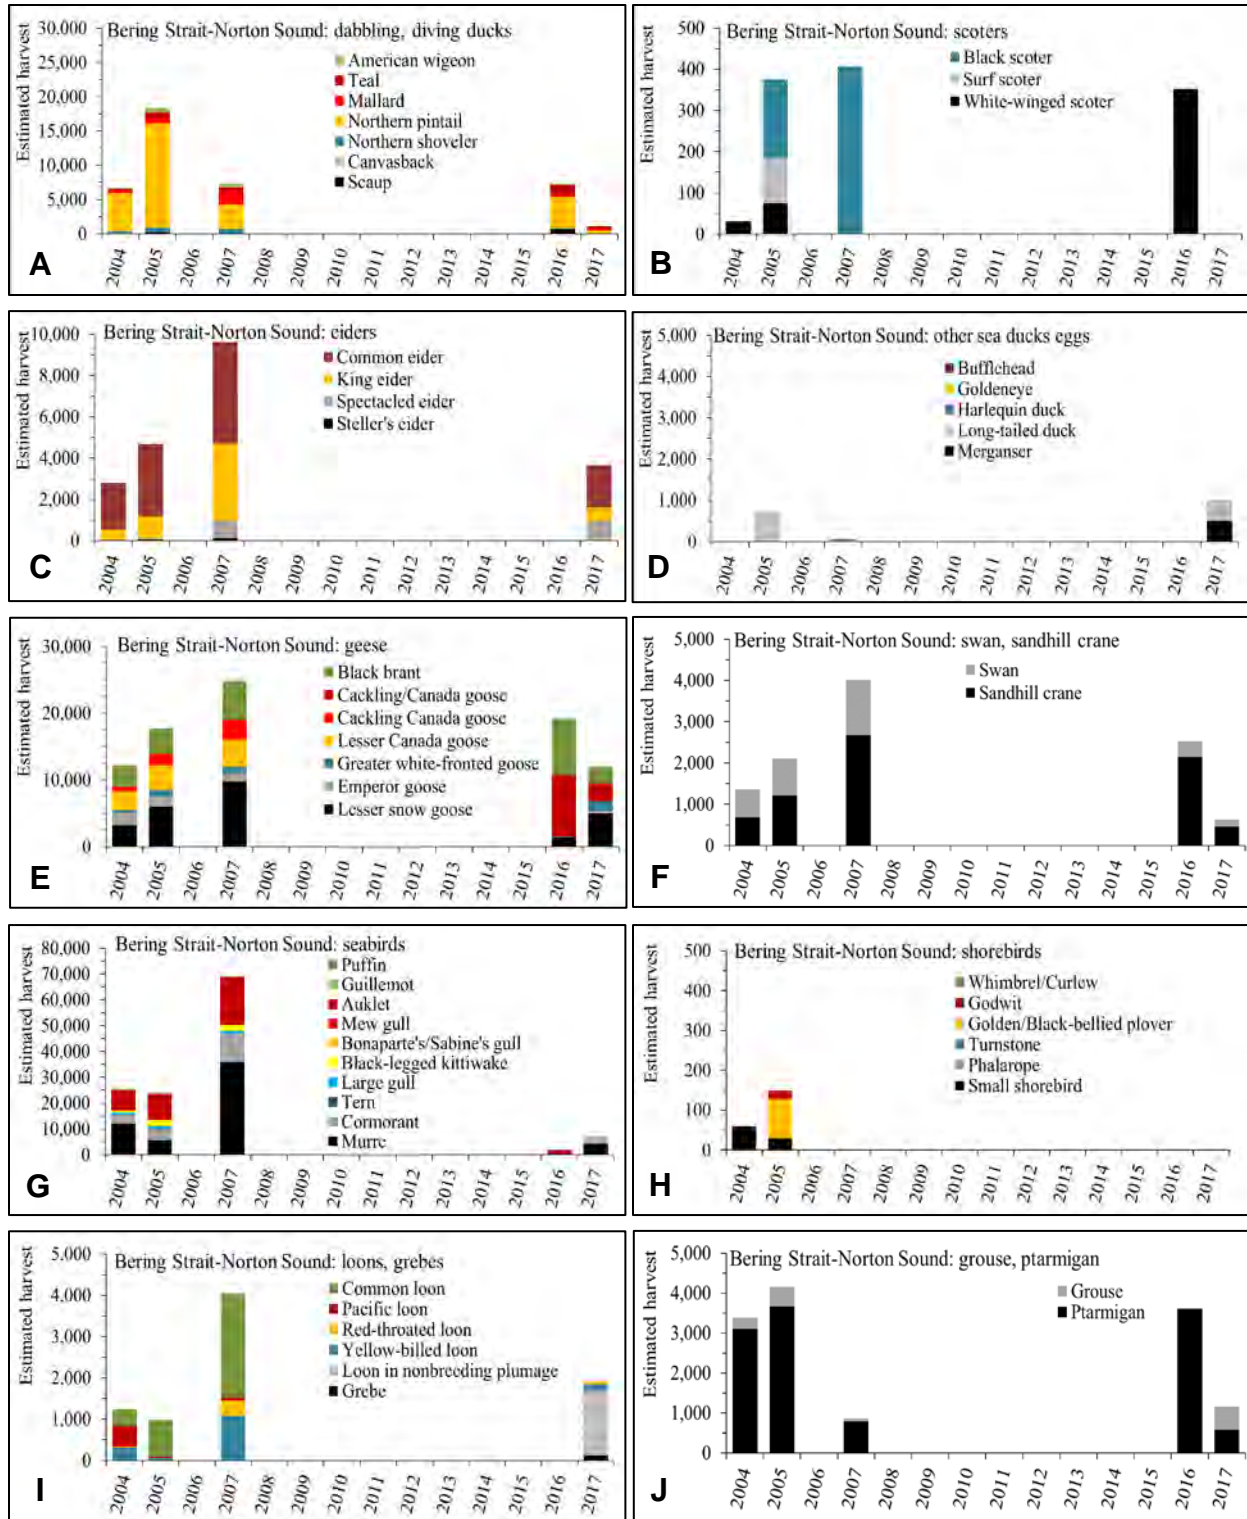 Bering Strait-Norton Sound: dabbling, diving ducks
Estimated harvest
30,000
25,000
20,000
15,000
10,000
5,000
0
American wigeon
Teal
Mallard
Northern pintail
Northern shoveler
Canvasback
Scaup
2004 2005 2006 2007 2008 2009 2010 2011 2012 2013 2014 2015 2016 2017
A
Bering Strait-Norton Sound: scoters
Estimated harvest
500
400
300
200
100
0
Black scoter
Surf scoter
White-winged scoter
2004 2005 2006 2007 2008 2009 2010 2011 2012 2013 2014 2015 2016 2017
B
Bering Strait-Norton Sound: eiders
Estimated harvest
10,000
8,000
6,000
4,000
2,000
0
Common eider
King eider
Spectacled eider
Steller's eider
2004 2005 2006 2007 2008 2009 2010 2011 2012 2013 2014 2015 2016 2017
C
Bering Strait-Norton Sound: other sea ducks eggs
Estimated harvest
5,000
4,000
3,000
2,000
1,000
0
Bufflehead
Goldeneye
Harlequin duck
Long-tailed duck
Merganser
2004 2005 2006 2007 2008 2009 2010 2011 2012 2013 2014 2015 2016 2017
D
Bering Strait-Norton Sound: geese
Estimated harvest
30,000
20,000
10,000
0
Black brant
Cackling/Canada goose
Cackling Canada goose
Lesser Canada goose
Greater white-fronted goose
Emperor goose
Lesser snow goose
2004 2005 2006 2007 2008 2009 2010 2011 2012 2013 2014 2015 2016 2017
E
Bering Strait-Norton Sound: swan, sandhill crane
Estimated harvest
5,000
4,000
3,000
2,000
1,000
0
Swan
Sandhill crane
2004 2005 2006 2007 2008 2009 2010 2011 2012 2013 2014 2015 2016 2017
F
Bering Strait-Norton Sound: seabirds
Estimated harvest
80,000
70,000
60,000
50,000
40,000
30,000
20,000
10,000
0
Puffin
Guillemot
Auklet
Mew gull
Bonaparte's/Sabine's gull
Black-legged kittiwake
Large gull
Tern
Cormorant
Murre
2004 2005 2006 2007 2008 2009 2010 2011 2012 2013 2014 2015 2016 2017
G
Bering Strait-Norton Sound: shorebirds
Estimated harvest
500
400
300
200
100
0
Whimbrel/Curlew
Godwit
Golden/Black-bellied plover
Turnstone
Phalarope
Small shorebird
2004 2005 2006 2007 2008 2009 2010 2011 2012 2013 2014 2015 2016 2017
H
Bering Strait-Norton Sound: loons, grebes
Estimated harvest
5,000
4,000
3,000
2,000
1,000
0
Common loon
Pacific loon
Red-throated loon
Yellow-billed loon
Loon in nonbreeding plumage
Grebe
2004 2005 2006 2007 2008 2009 2010 2011 2012 2013 2014 2015 2016 2017
I
Bering Strait-Norton Sound: grouse, ptarmigan
Estimated harvest
5,000
4,000
3,000
2,000
1,000
0
Grouse
Ptarmigan
2004 2005 2006 2007 2008 2009 2010 2011 2012 2013 2014 2015 2016 2017
J